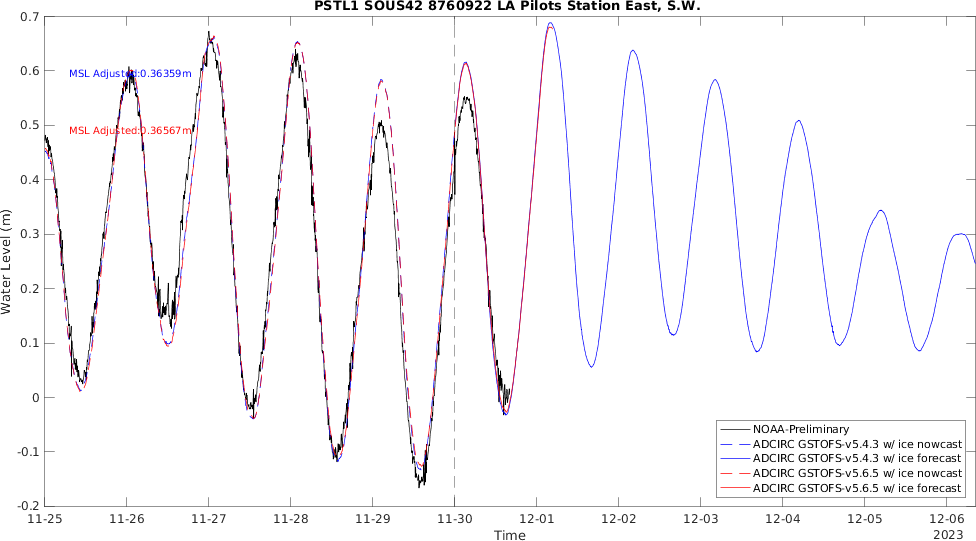 PSTL1 SOUS42 8760922 LA Pilots Station East, S.W.
0.7
0.6
0.5
0.4
0.3
0.2
0.1
0
-0.1
-0.2
Water Level (m)
MSL Adjusted:0.36359m
MSL Adjusted:0.36567m
NOAA-Preliminary
ADCIRC GSTOFS-v5.4.3 w/ ice nowcast
ADCIRC GSTOFS-v5.4.3 w/ ice forecast
ADCIRC GSTOFS-v5.6.5 w/ ice nowcast
ADCIRC GSTOFS-v5.6.5 w/ ice forecast
11-25 11-26 11-27 11-28 11-29 11-30 12-01 12-02 12-03 12-04 12-05 12-06
Time
2023